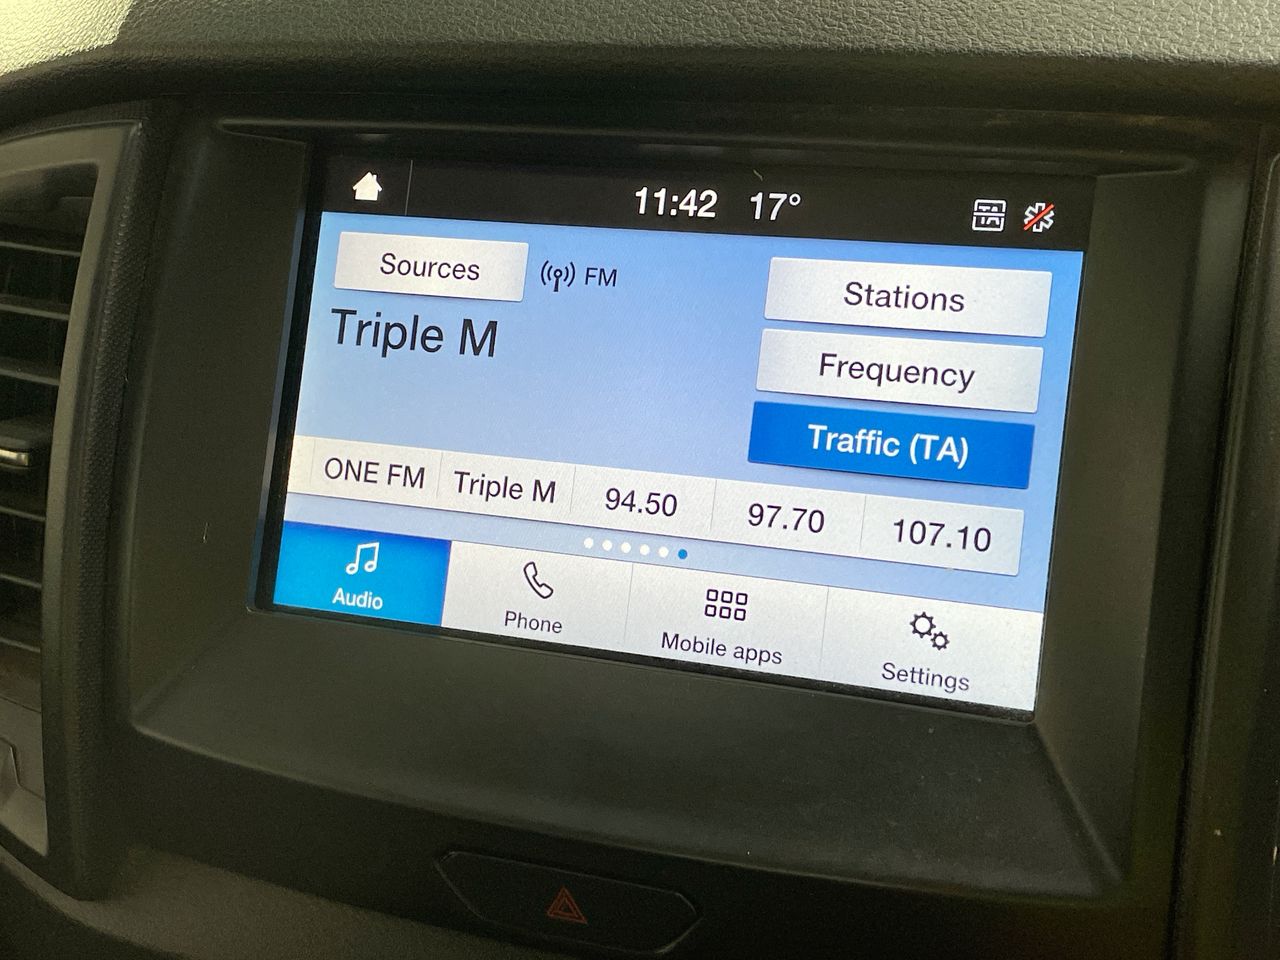 11:42 17°
TA
Sources FM
Stations
Triple M
Frequency
Traffic (TA)
ONE FM Triple M 94.50 97.70 107.10
Audio Phone Mobile apps Settings